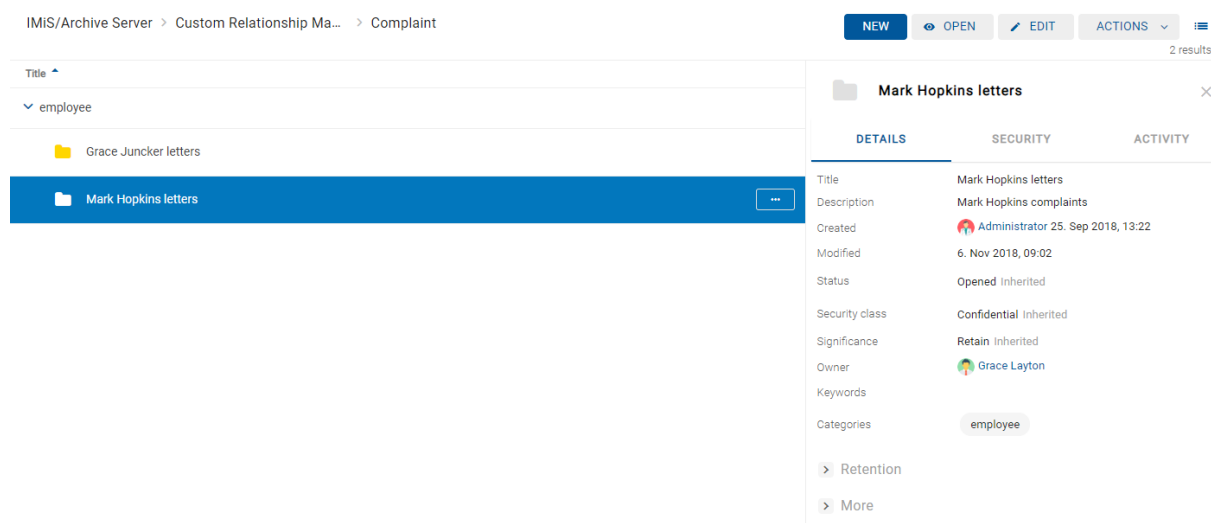 IMiS/Archive Server > Custom Relationship Ma... > Complaint
NEW OPEN EDIT ACTIONS
2 results
Title
employee
Grace Juncker letters
Mark Hopkins letters
...
Mark Hopkins letters
DETAILS SECURITY ACTIVITY
Title Mark Hopkins letters
Description Mark Hopkins complaints
Created Administrator 25. Sep 2018, 13:22
Modified 6. Nov 2018, 09:02
Status Opened Inherited
Security class Confidential Inherited
Significance Retain Inherited
Owner Grace Layton
Keywords
Categories employee
> Retention
> More